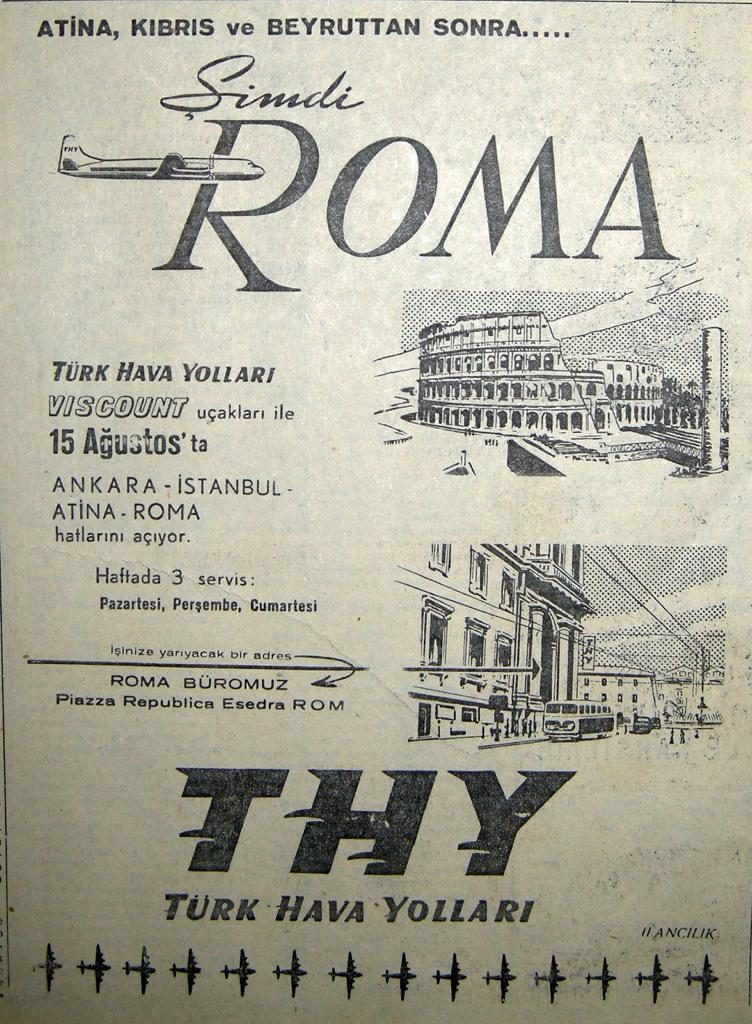 ATİNA, KIBRIS ve BEYRUTTAN SONRA.....
Şimdi
THY
ROMA
TÜRK HAVA YOLLARI
VISCOUNT uçakları ile
15 Ağustos'ta
ANKARA - İSTANBUL -
ATİNA - ROMA
hatlarını açıyor.
Haftada 3 servis:
Pazartesi, Perşembe, Cumartesi
İşinize yarıyacak bir adres
ROMA BÜROMUZ
Piazza Republica Esedra ROM
THY
THY
TÜRK HAVA YOLLARI
İLANCILIK